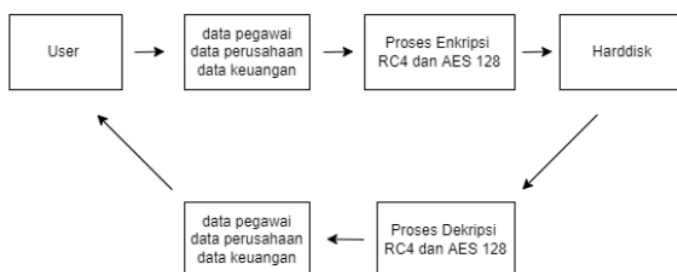 User
data pegawai
data perusahaan
data keuangan
Proses Enkripsi
RC4 dan AES 128
Harddisk
data pegawai
data perusahaan
data keuangan
Proses Dekripsi
RC4 dan AES 128